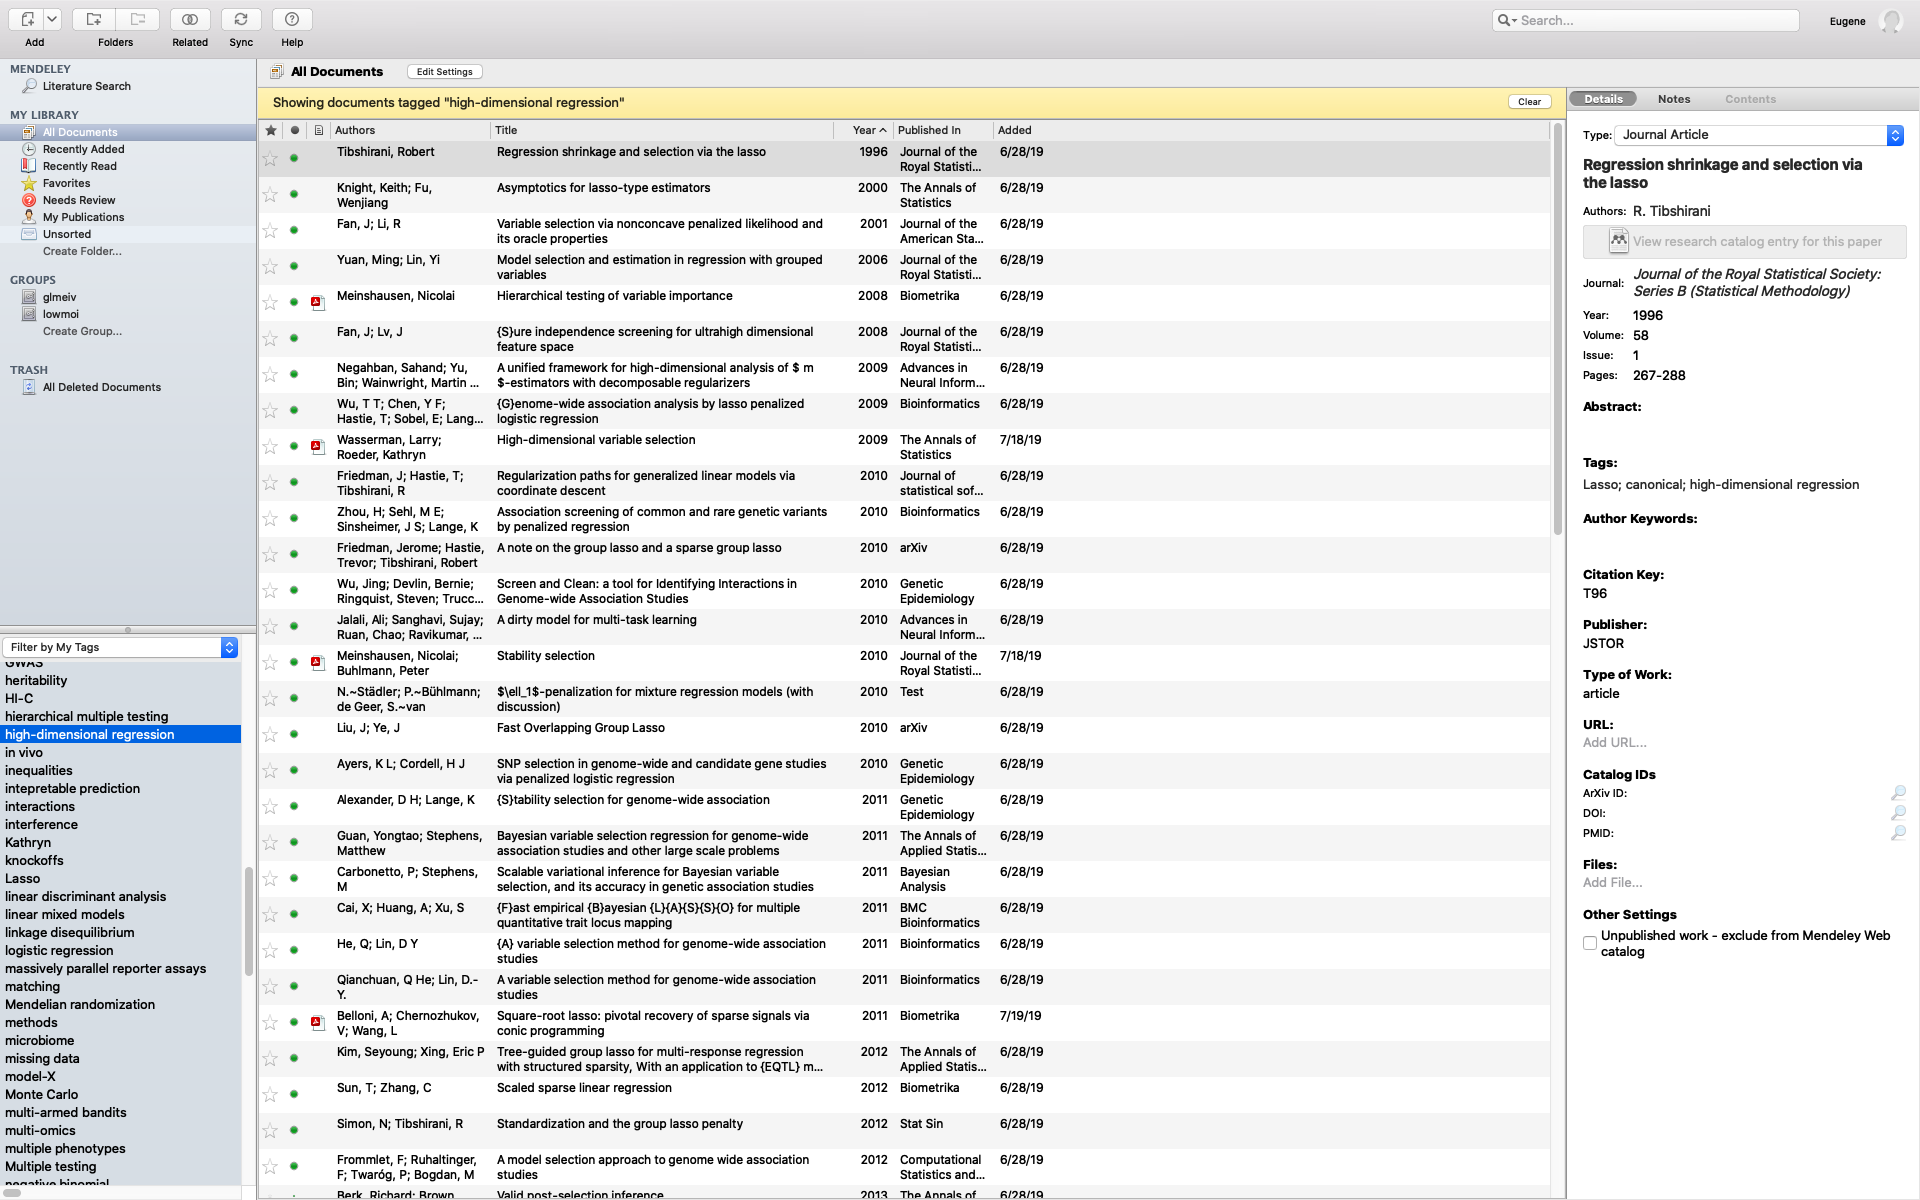 Add
Folders
Related
Sync
Help
Search...
Eugene
MENDELEY
Literature Search
MY LIBRARY
All Documents
Recently Added
Recently Read
Favorites
Needs Review
My Publications
Unsorted
Create Folder...
GROUPS
glmeiv
lowmoi
Create Group...
TRASH
All Deleted Documents
Filter by My Tags
GWAS
heritability
HI-C
hierarchical multiple testing
high-dimensional regression
in vivo
inequalities
intepretable prediction
interactions
interference
Kathryn
knockoffs
Lasso
linear discriminant analysis
linear mixed models
linkage disequilibrium
logistic regression
massively parallel reporter assays
matching
Mendelian randomization
methods
microbiome
missing data
model-X
Monte Carlo
multi-armed bandits
multi-omics
multiple phenotypes
Multiple testing
negative binomial
All Documents
Edit Settings
Showing documents tagged "high-dimensional regression"
Clear
Authors Title Year Published In Added
Tibshirani, Robert Regression shrinkage and selection via the lasso 1996 Journal of the 6/28/19
Royal Statisti...
Knight, Keith; Fu, Asymptotics for lasso-type estimators 2000 The Annals of 6/28/19
Wenjiang Statistics
Fan, J; Li, R Variable selection via nonconcave penalized likelihood and 2001 Journal of the 6/28/19
its oracle properties American Sta...
Yuan, Ming; Lin, Yi Model selection and estimation in regression with grouped 2006 Journal of the 6/28/19
variables Royal Statisti...
Meinshausen, Nicolai Hierarchical testing of variable importance 2008 Biometrika 6/28/19
Fan, J; Lv, J {S}ure independence screening for ultrahigh dimensional 2008 Journal of the 6/28/19
feature space Royal Statisti...
Negahban, Sahand; Yu, A unified framework for high-dimensional analysis of $ m 2009 Advances in 6/28/19
Bin; Wainwright, Martin ... $-estimators with decomposable regularizers Neural Inform...
Wu, T T; Chen, Y F; {G}enome-wide association analysis by lasso penalized 2009 Bioinformatics 6/28/19
Hastie, T; Sobel, E; Lang... logistic regression
Wasserman, Larry; High-dimensional variable selection 2009 The Annals of 7/18/19
Roeder, Kathryn Statistics
Friedman, J; Hastie, T; Regularization paths for generalized linear models via 2010 Journal of 6/28/19
Tibshirani, R coordinate descent statistical sof...
Zhou, H; Sehl, M E; Association screening of common and rare genetic variants 2010 Bioinformatics 6/28/19
Sinsheimer, J S; Lange, K by penalized regression
Friedman, Jerome; Hastie, A note on the group lasso and a sparse group lasso 2010 arXiv 6/28/19
Trevor; Tibshirani, Robert
Wu, Jing; Devlin, Bernie; Screen and Clean: a tool for Identifying Interactions in 2010 Genetic 6/28/19
Ringquist, Steven; Trucc... Genome-wide Association Studies Epidemiology
Jalali, Ali; Sanghavi, Sujay; A dirty model for multi-task learning 2010 Advances in 6/28/19
Ruan, Chao; Ravikumar, ... Neural Inform...
Meinshausen, Nicolai; Stability selection 2010 Journal of the 7/18/19
Buhlmann, Peter Royal Statisti...
N.~Städler; P.~Bühlmann; $\ell_1$-penalization for mixture regression models (with 2010 Test 6/28/19
de Geer, S.~van discussion)
Liu, J; Ye, J Fast Overlapping Group Lasso 2010 arXiv 6/28/19
Ayers, K L; Cordell, H J SNP selection in genome-wide and candidate gene studies 2010 Genetic 6/28/19
via penalized logistic regression Epidemiology
Alexander, D H; Lange, K {S}tability selection for genome-wide association 2011 Genetic 6/28/19
Epidemiology
Guan, Yongtao; Stephens, Bayesian variable selection regression for genome-wide 2011 The Annals of 6/28/19
Matthew association studies and other large scale problems Applied Statis...
Carbonetto, P; Stephens, Scalable variational inference for Bayesian variable 2011 Bayesian 6/28/19
M selection, and its accuracy in genetic association studies Analysis
Cai, X; Huang, A; Xu, S {F}ast empirical {B}ayesian {L}{A}{S}{S}{O} for multiple 2011 BMC 6/28/19
quantitative trait locus mapping Bioinformatics
He, Q; Lin, D Y {A} variable selection method for genome-wide association 2011 Bioinformatics 6/28/19
studies
Qianchuan, Q He; Lin, D.- A variable selection method for genome-wide association 2011 Bioinformatics 6/28/19
Y. studies
Belloni, A; Chernozhukov, Square-root lasso: pivotal recovery of sparse signals via 2011 Biometrika 7/19/19
V; Wang, L conic programming
Kim, Seyoung; Xing, Eric P Tree-guided group lasso for multi-response regression 2012 The Annals of 6/28/19
with structured sparsity, With an application to {EQTL} m... Applied Statis...
Sun, T; Zhang, C Scaled sparse linear regression 2012 Biometrika 6/28/19
Simon, N; Tibshirani, R Standardization and the group lasso penalty 2012 Stat Sin 6/28/19
Frommlet, F; Ruhaltinger, A model selection approach to genome wide association 2012 Computational 6/28/19
F; Twaróg, P; Bogdan, M studies Statistics and...
Berk, Richard; Brown, Valid post-selection inference 2013 The Annals of 6/28/19
Details Notes Contents
Type: Journal Article
Regression shrinkage and selection via
the lasso
Authors: R. Tibshirani
View research catalog entry for this paper
Journal: Journal of the Royal Statistical Society:
Series B (Statistical Methodology)
Year: 1996
Volume: 58
Issue: 1
Pages: 267-288
Abstract:
Tags:
Lasso; canonical; high-dimensional regression
Author Keywords:
Citation Key:
T96
Publisher:
JSTOR
Type of Work:
article
URL:
Add URL...
Catalog IDs
ArXiv ID:
DOI:
PMID:
Files:
Add File...
Other Settings
Unpublished work - exclude from Mendeley Web
catalog